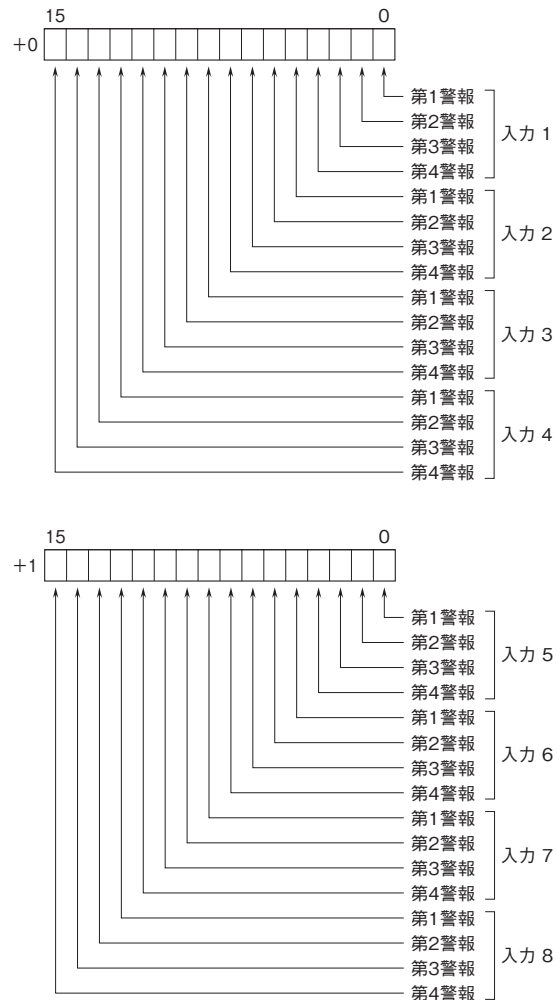 15 0
+0
第1警報
第2警報
第3警報
第4警報
入力 1
第1警報
第2警報
第3警報
第4警報
入力 2
第1警報
第2警報
第3警報
第4警報
入力 3
第1警報
第2警報
第3警報
第4警報
入力 4
15 0
+1
第1警報
第2警報
第3警報
第4警報
入力 5
第1警報
第2警報
第3警報
第4警報
入力 6
第1警報
第2警報
第3警報
第4警報
入力 7
第1警報
第2警報
第3警報
第4警報
入力 8